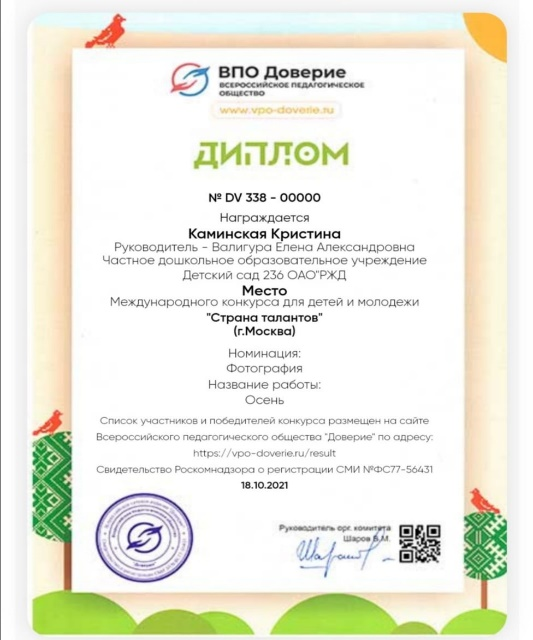 ВПО Доверие
ВСЕРОССИЙСКОЕ ПЕДАГОГИЧЕСКОЕ
ОБЩЕСТВО
www.vpo-doverie.ru
ДИПЛОМ
№ DV 338 - 00000
Награждается
Каминская Кристина
Руководитель - Валигура Елена Александровна
Частное дошкольное образовательное учреждение
Детский сад 236 ОАО"РЖД
Место
Международного конкурса для детей и молодежи
"Страна талантов"
(г.Москва)
Номинация:
Фотография
Название работы:
Осень
Список участников и победителей конкурса размещен на сайте
Всероссийского педагогического общества "Доверие" по адресу:
https://vpo-doverie.ru/result
Свидетельство Роскомнадзора о регистрации СМИ №ФС77-56431
18.10.2021
Руководитель орг. комитета
Шаров В.М.